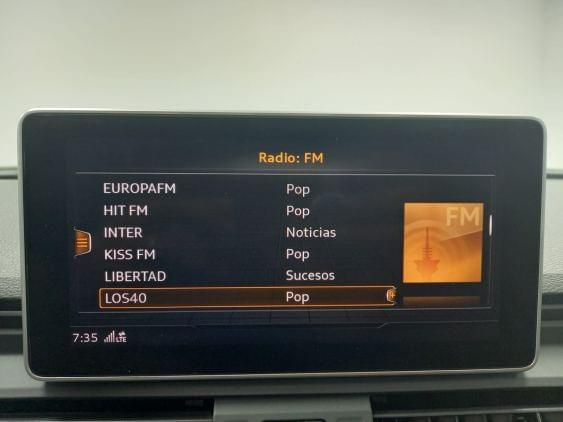 Radio: FM
EUROPAFM Pop
HIT FM Pop
INTER Noticias
KISS FM Pop
LIBERTAD Sucesos
LOS40 Pop
FM
7:35 LTE